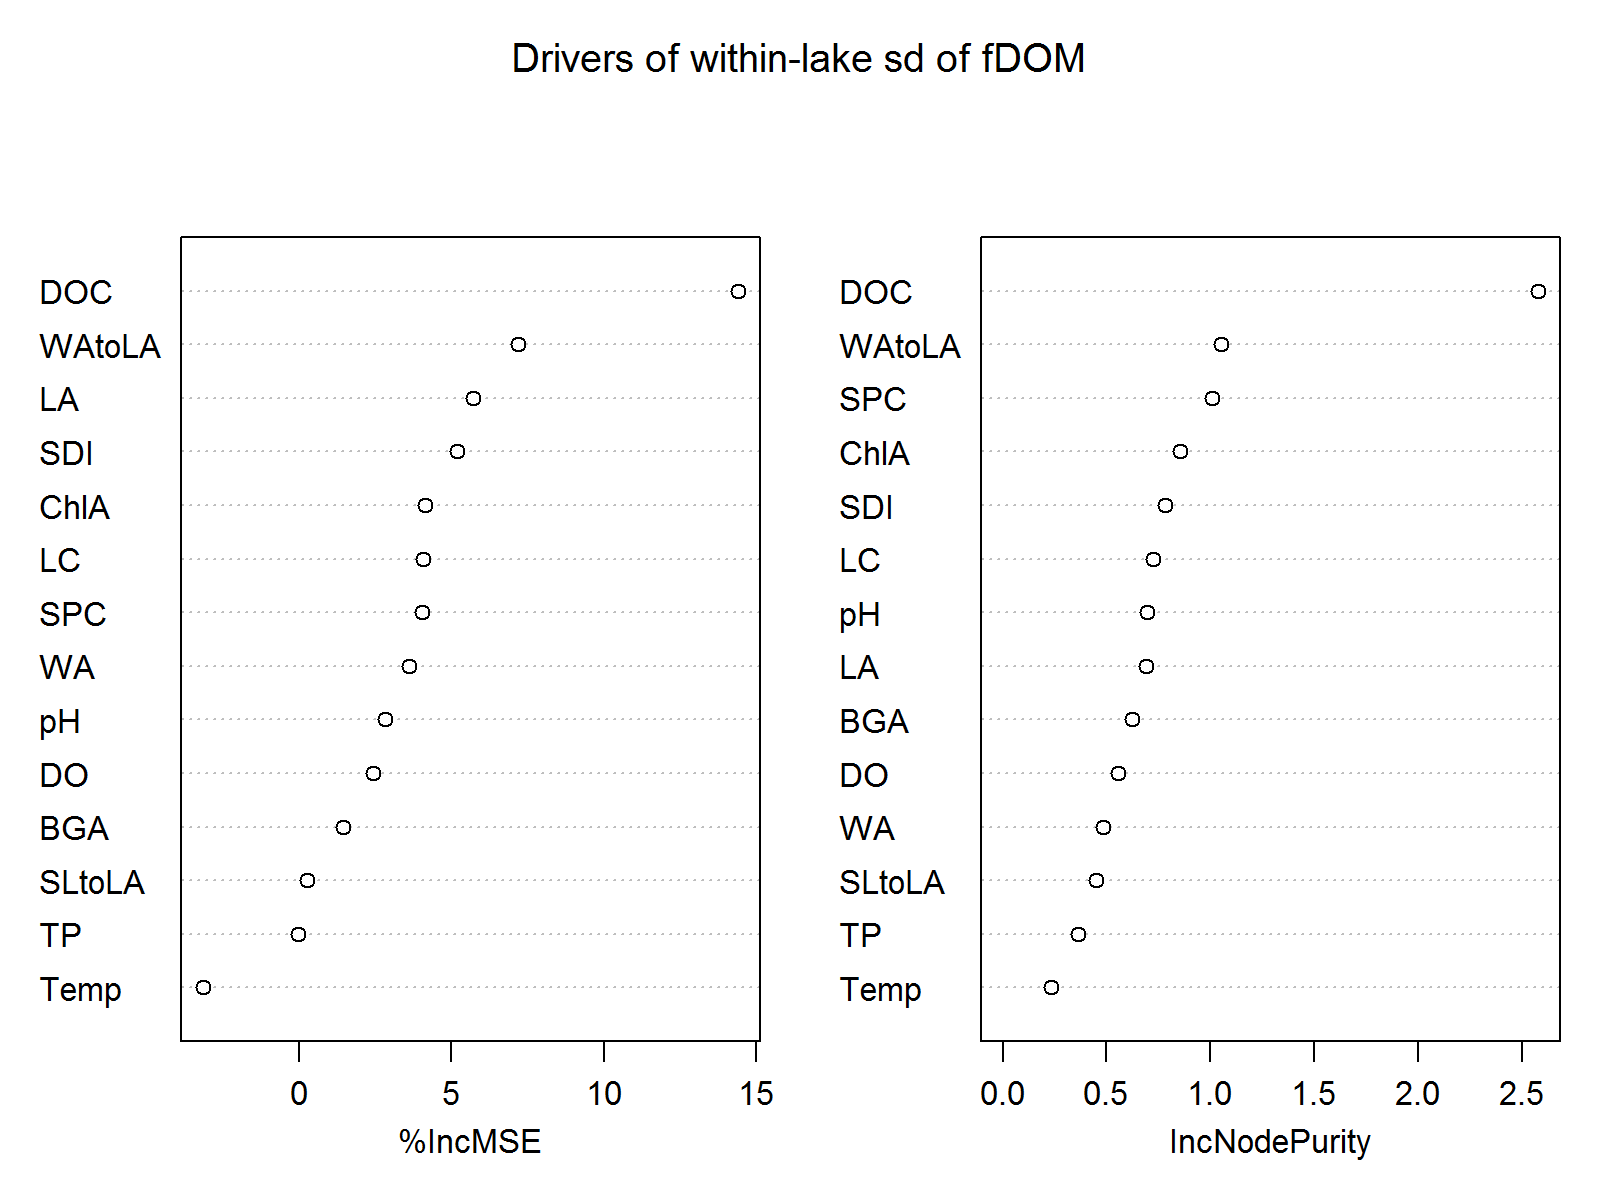 Drivers of within-lake sd of fDOM
DOC
WAtoLA
LA
SDI
ChlA
LC
SPC
WA
pH
DO
BGA
SLtoLA
TP
Temp
0 5 10 15
%IncMSE
DOC
WAtoLA
SPC
ChlA
SDI
LC
pH
LA
BGA
DO
WA
SLtoLA
TP
Temp
0.0 0.5 1.0 1.5 2.0 2.5
IncNodePurity